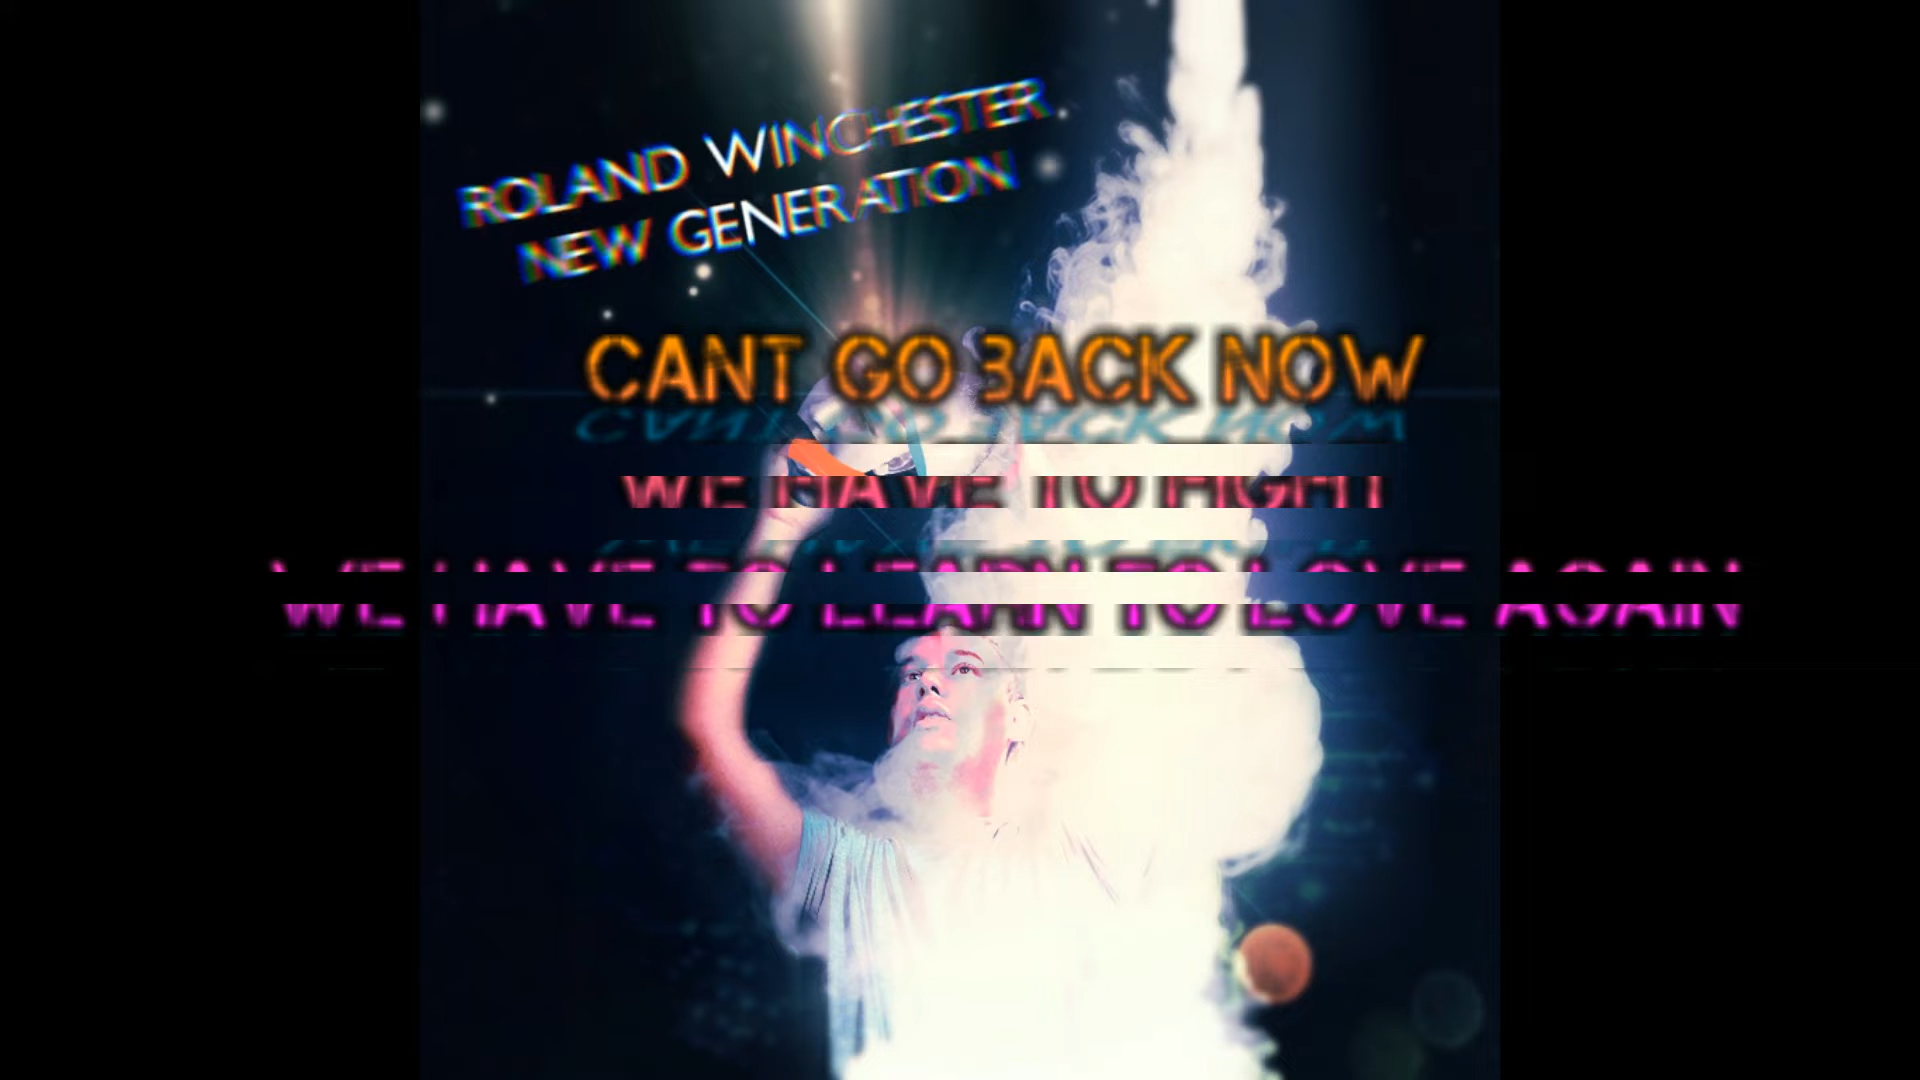 ROLAND WINCHESTER
NEW GENERATION
CANT GO BACK NOW
WE HAVE TO FIGHT
WE HAVE TO LEARN TO LOVE AGAIN